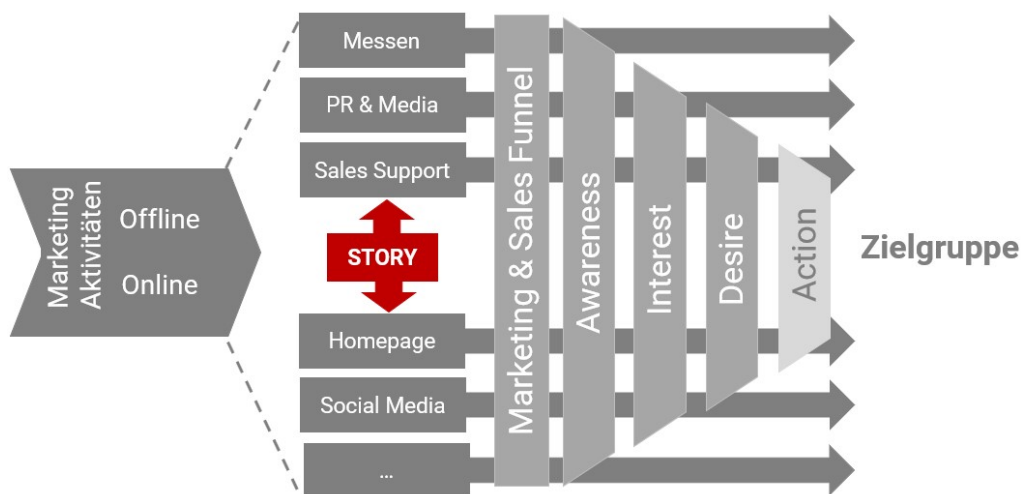 Marketing
Aktivitäten
Offline
Online
Messen
PR & Media
Sales Support
STORY
Homepage
Social Media
...
Marketing & Sales Funnel
Awareness
Interest
Desire
Action
Zielgruppe